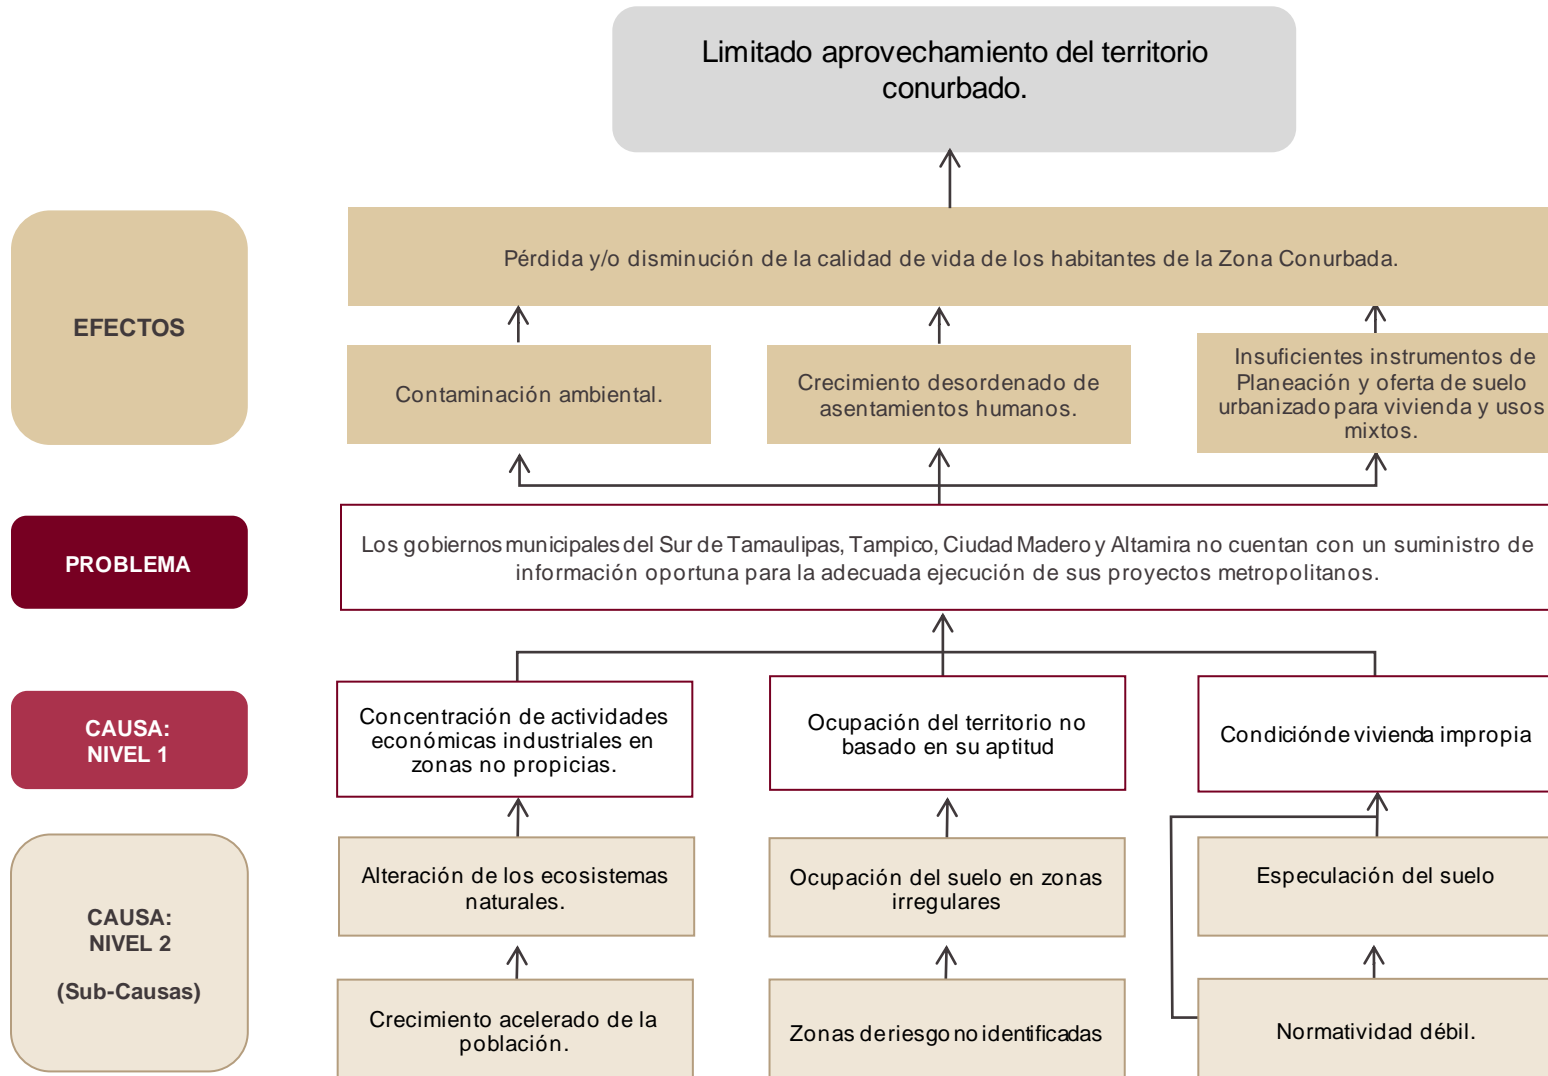 Limitado aprovechamiento del territorio
conurbado.
EFECTOS
Pérdida y/o disminución de la calidad de vida de los habitantes de la Zona Conurbada.
Contaminación ambiental.
Crecimiento desordenado de
asentamientos humanos.
Insuficientes instrumentos de
Planeación y oferta de suelo
urbanizado para vivienda y usos
mixtos.
PROBLEMA
Los gobiernos municipales del Sur de Tamaulipas, Tampico, Ciudad Madero y Altamira no cuentan con un suministro de
información oportuna para la adecuada ejecución de sus proyectos metropolitanos.
CAUSA:
NIVEL 1
Concentración de actividades
económicas industriales en
zonas no propicias.
Ocupación del territorio no
basado en su aptitud
Condición de vivienda impropia
CAUSA:
NIVEL 2
(Sub-Causas)
Alteración de los ecosistemas
naturales.
Ocupación del suelo en zonas
irregulares
Especulación del suelo
Crecimiento acelerado de la
población.
Zonas de riesgo no identificadas
Normatividad débil.